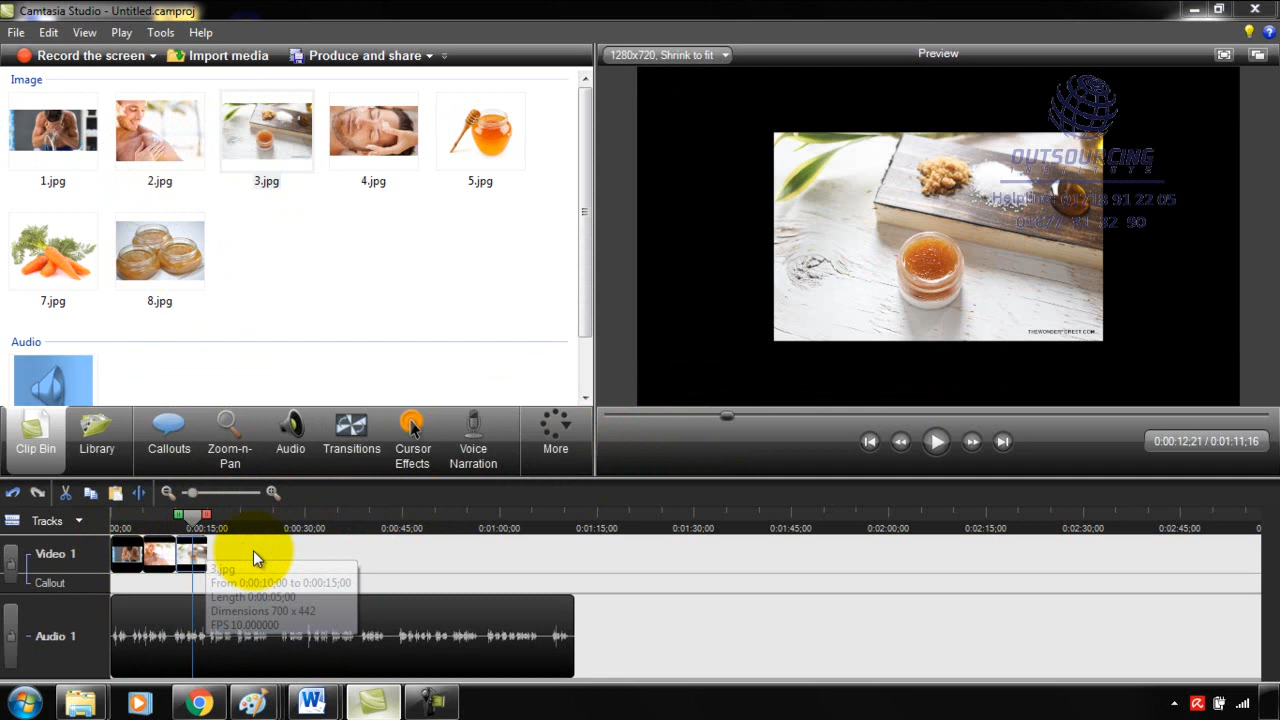 Camtasia Studio - Untitled.camproj
File Edit View Play Tools Help
Record the screen Import media Produce and share
1280x720, Shrink to fit
Preview
Image
1.jpg 2.jpg 3.jpg 4.jpg 5.jpg
7.jpg 8.jpg
Audio
OUTSOURCING
INSTITUTE
THEWONDERFOREST.COM
Clip Bin Library Callouts Zoom-n-Pan Audio Transitions Cursor Effects Voice Narration More
0:00:12;21 / 0:01:11;16
Tracks
00;00 0:00:15;00 0:00:30;00 0:00:45;00 0:01:00;00 0:01:15;00 0:01:30;00 0:01:45;00 0:02:00;00 0:02:15;00 0:02:30;00 0:02:45;00
Video 1
3.jpg
From 0:00:10;00 to 0:00:15;00
Callout
Length 0:00:05;00
Dimensions 700 x 442
FPS 10.000000
Audio 1